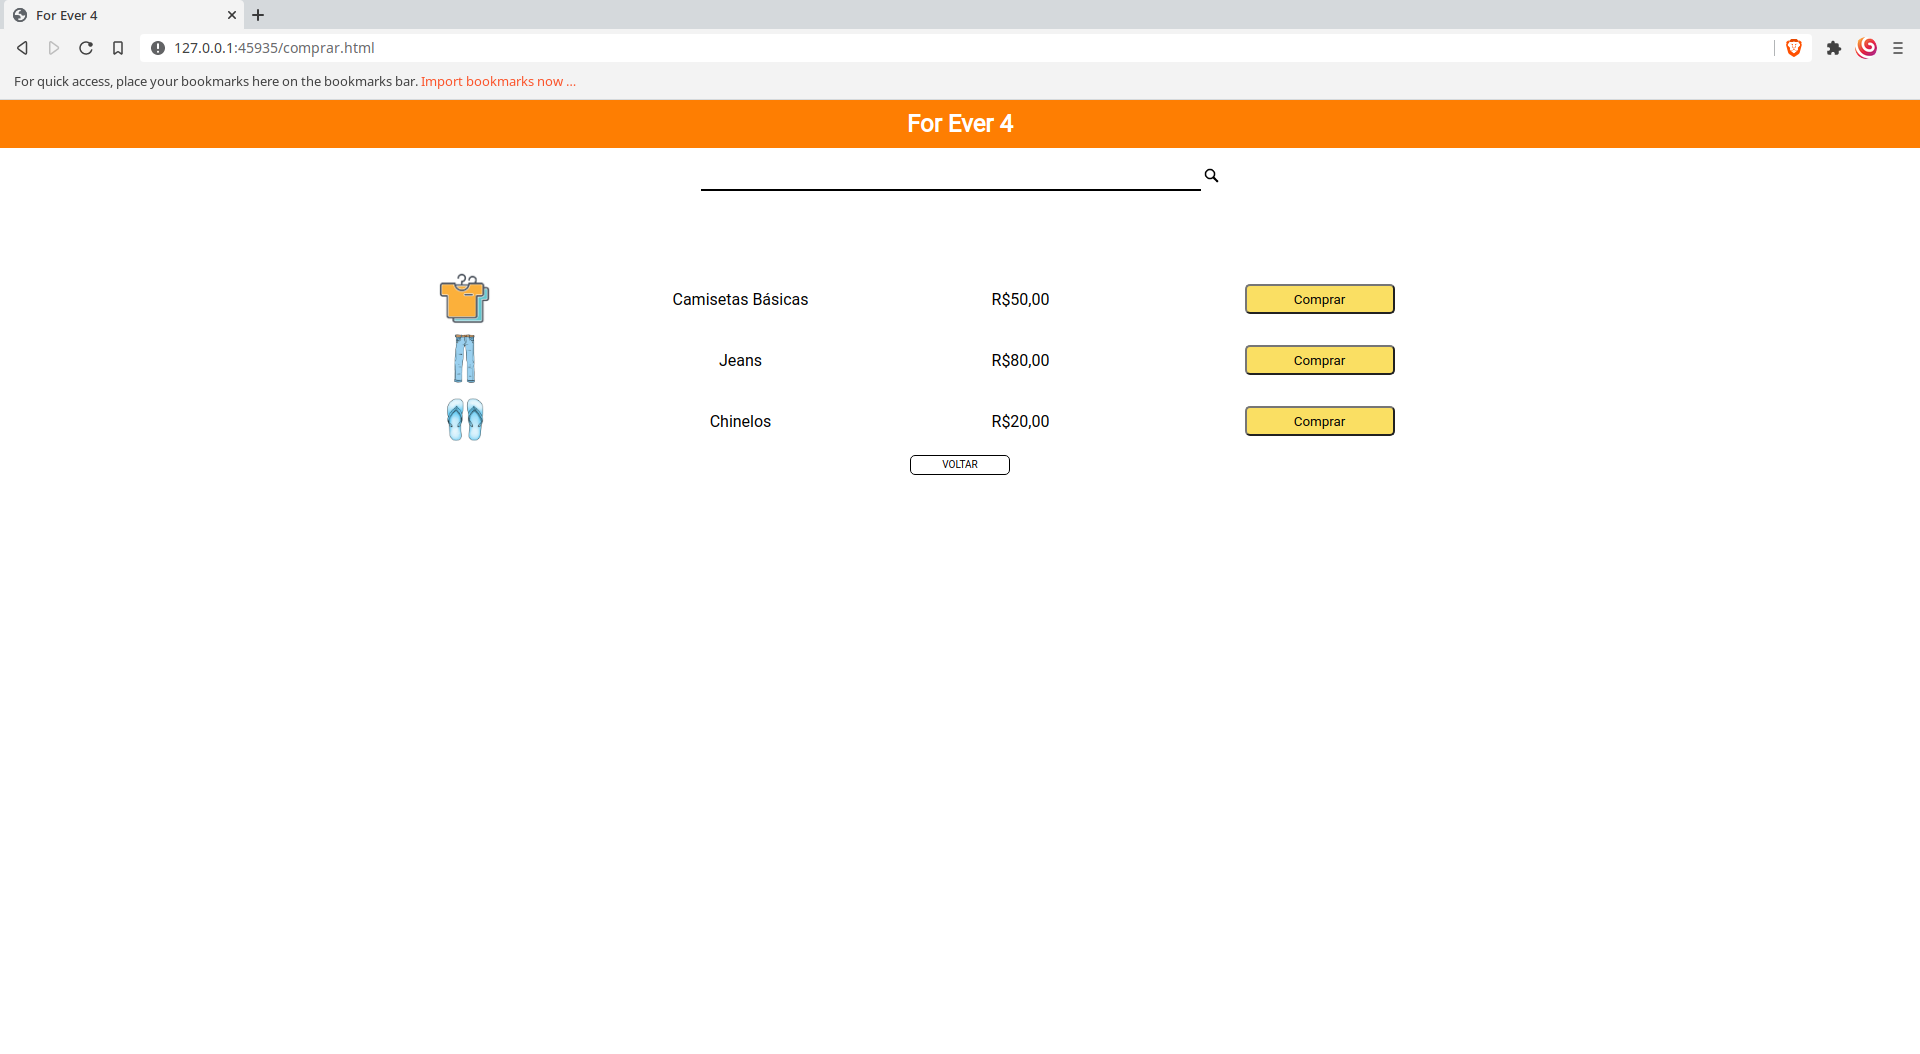 For Ever 4
127.0.0.1:45935/comprar.html
For quick access, place your bookmarks here on the bookmarks bar. Import bookmarks now ...
For Ever 4
Camisetas Básicas R$50,00 Comprar
Jeans R$80,00 Comprar
Chinelos R$20,00 Comprar
VOLTAR